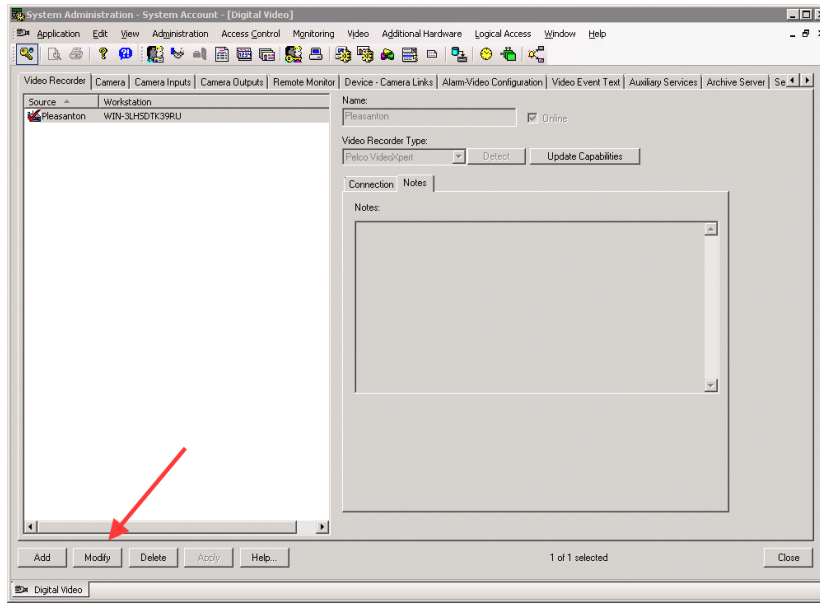 System Administration - System Account - [Digital Video]
Application Edit View Administration Access Control Monitoring Video Additional Hardware Logical Access Window Help
Video Recorder Camera Camera Inputs Camera Outputs Remote Monitor Device - Camera Links Alarm-Video Configuration Video Event Text Auxiliary Services Archive Server Se
Source Workstation
Pleasanton WIN-3LHSDTK39RU
Name:
Pleasanton Online
Video Recorder Type:
Pelco VideoXpert Detect Update Capabilities
Connection Notes
Notes:
Add Modify Delete Apply Help... 1 of 1 selected Close
Digital Video